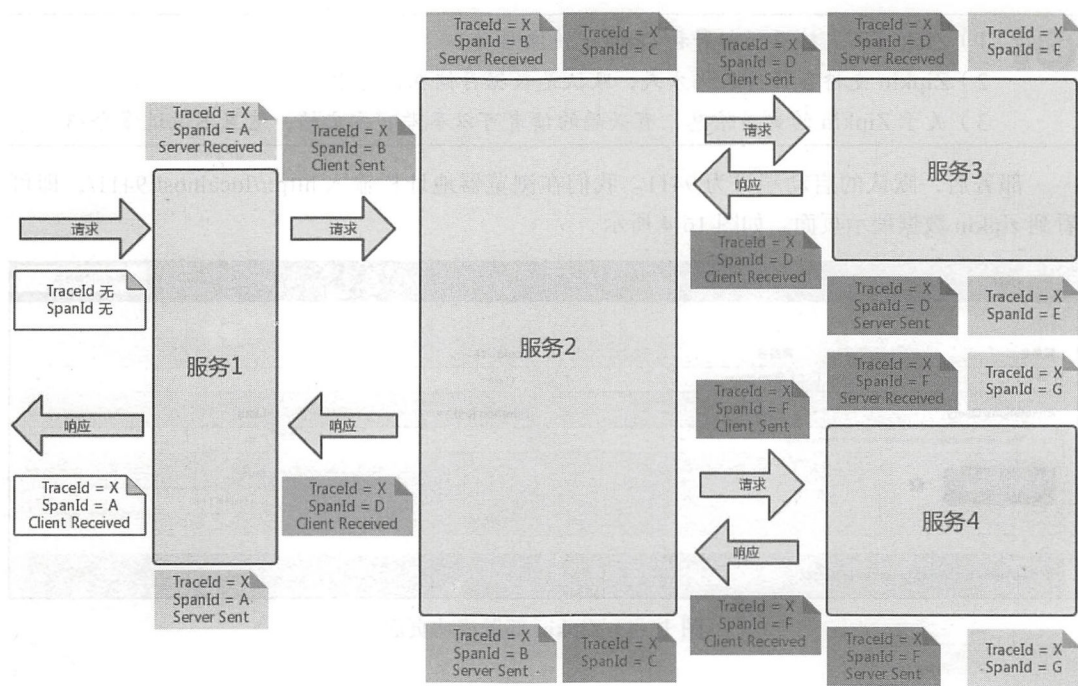 TraceId = X
SpanId = B
Server Received
TraceId = X
SpanId = C
TraceId = X
SpanId = D
Client Sent
TraceId = X
SpanId = D
Server Received
TraceId = X
SpanId = E
TraceId = X
SpanId = A
Server Received
TraceId = X
SpanId = B
Client Sent
请求
请求
请求
响应
服务3
TraceId 无
SpanId 无
TraceId = X
SpanId = D
Client Received
TraceId = X
SpanId = D
Server Sent
TraceId = X
SpanId = E
服务1
服务2
TraceId = X
SpanId = F
Server Received
TraceId = X
SpanId = G
TraceId = X
SpanId = F
Client Sent
响应
响应
请求
响应
服务4
TraceId = X
SpanId = A
Client Received
TraceId = X
SpanId = D
Client Received
TraceId = X
SpanId = A
Server Sent
TraceId = X
SpanId = F
Client Received
TraceId = X
SpanId = B
Server Sent
TraceId = X
SpanId = C
TraceId = X
SpanId = F
Server Sent
TraceId = X
SpanId = G